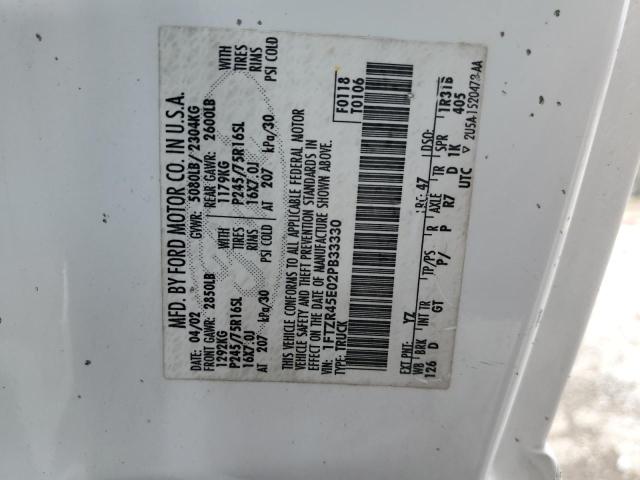 MFD. BY FORD MOTOR CO. IN U.S.A.
DATE: 04/02 GVWR: 5080LB/ 2304KG
FRONT GAWR: 2850LB REAR GAWR: 2600LB
1292KG 1179KG WITH
P245/75R16SL P245/75R16SL TIRES
16X7.0J 16X7.0J RIMS
AT 207 kPa/30 PSI COLD AT 207 kPa/30 PSI COLD
WITH
TIRES
RIMS
THIS VEHICLE CONFORMS TO ALL APPLICABLE FEDERAL MOTOR
VEHICLE SAFETY AND THEFT PREVENTION STANDARDS IN
EFFECT ON THE DATE OF MANUFACTURE SHOWN ABOVE.
VIN: 1FTZR45E02PB33330
TYPE: TRUCK
F0118
T0106
EXT PNT: YZ RC: 47 DSO:
WB BRK INT TR TP/PS R AXLE TR SPR
126 D GT P/ P R7 D 1K
1R316
405
UTC 2U5A-1520472-AA